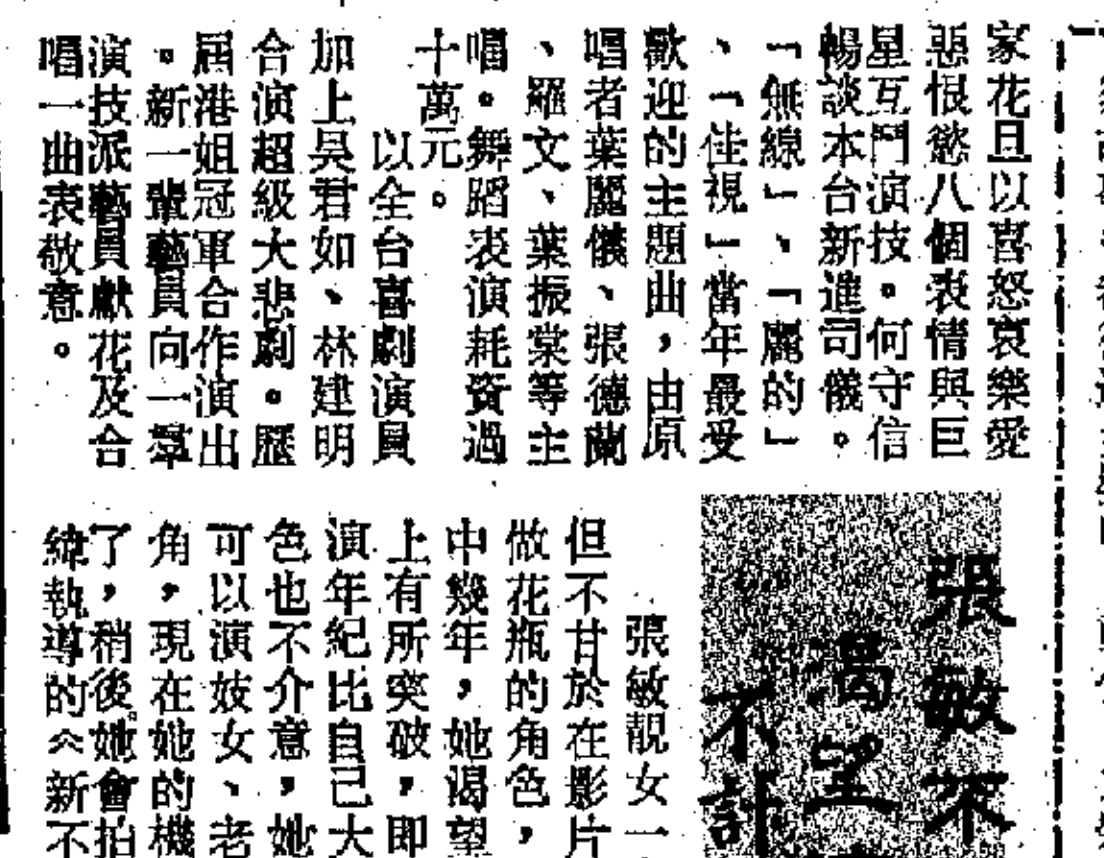 家花旦以喜怒哀樂愛
惡恨慾八個表情與巨
星互鬥演技。何守信
暢談本台新進司儀。
「無線」、「麗的」
、「佳視」當年最受
歡迎的主題曲，由原
唱者葉麗儀、張德蘭
、羅文、葉振棠等主
唱。舞蹈表演耗資過
十萬元。
以全台喜劇演員
加上吳君如、林建明
合演超級大悲劇。歷
屆港姐冠軍合作演出
。新一輩藝員向一羣
演技派藝員獻花及合
唱一曲表敬意。
張敏不
渴望
不計
張敏靚女一
但不甘於在影片
做花瓶的角色，
中幾年，她渴望
上有所突破，即
演年紀比自己大
色也不介意，她
可以演妓女、老
角，現在她的機
了，稍後她會拍
緯執導的《新不